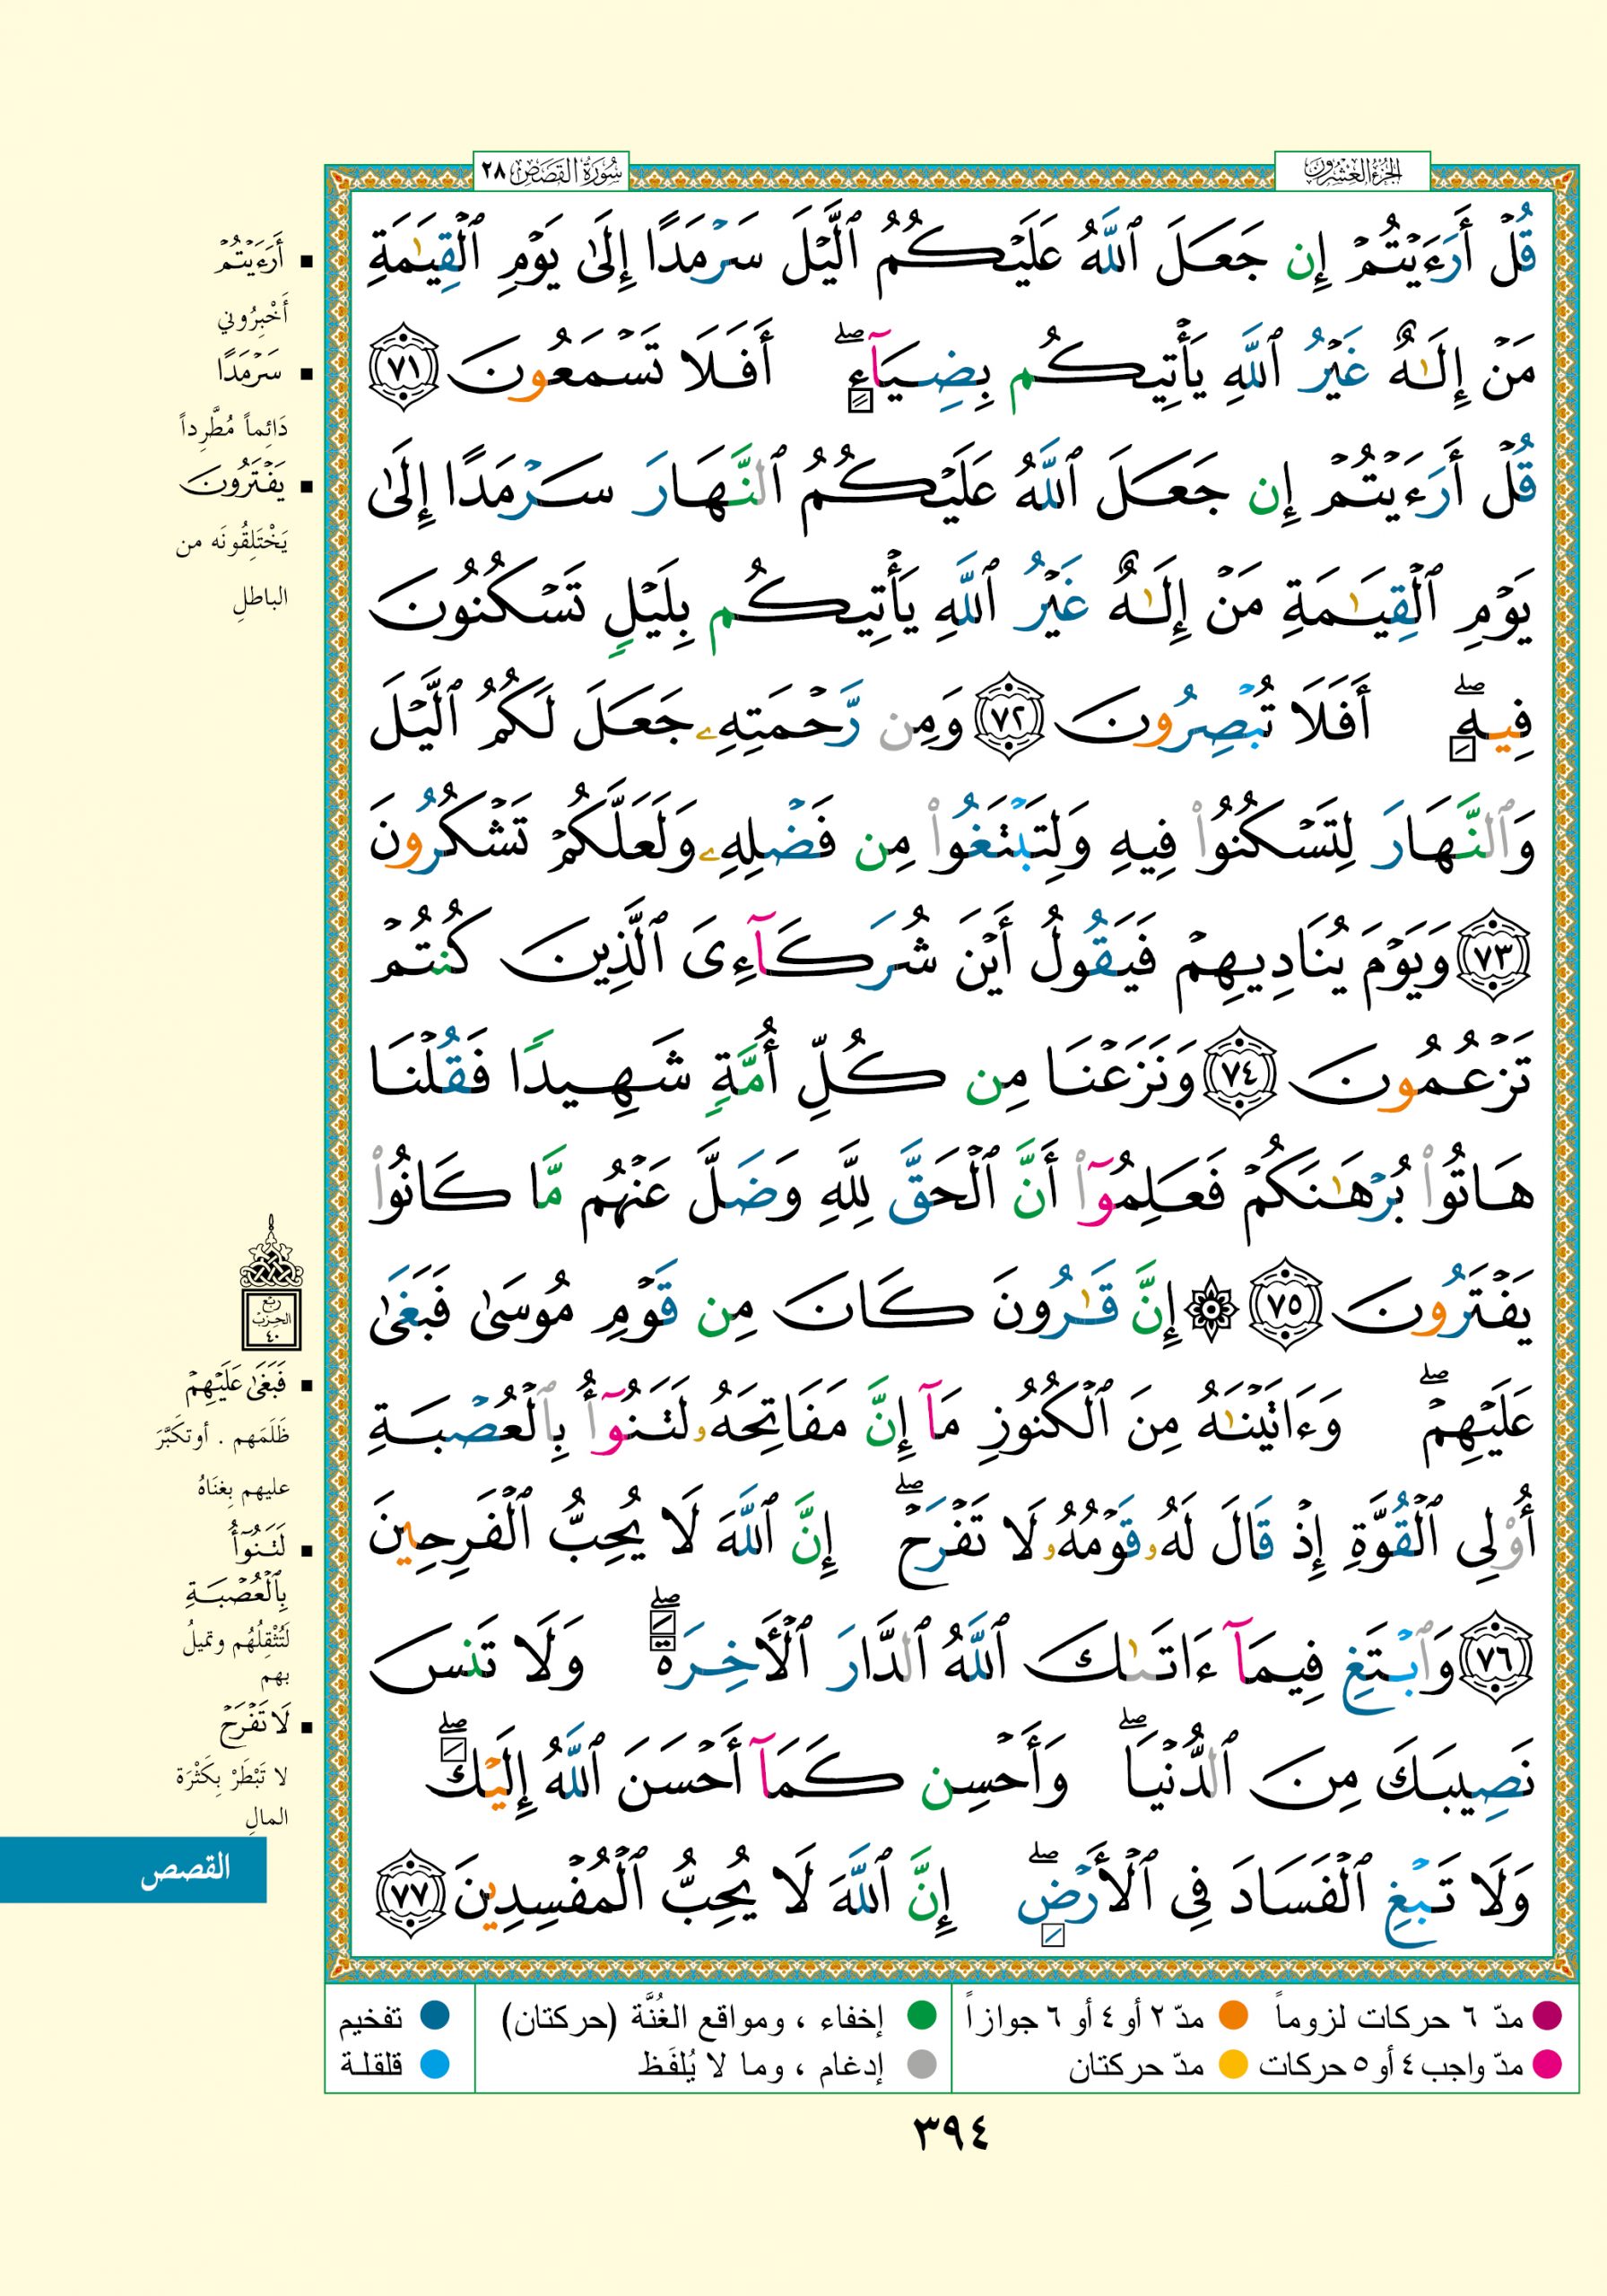 الجزء العشرون
سورة القصص ٢٨
قُلْ أَرَءَيْتُمْ إِن جَعَلَ ٱللَّهُ عَلَيْكُمُ ٱلَّيْلَ سَرْمَدًا إِلَىٰ يَوْمِ ٱلْقِيَـٰمَةِ
مَنْ إِلَـٰهٌ غَيْرُ ٱللَّهِ يَأْتِيكُم بِضِيَآءٍ ۖ أَفَلَا تَسْمَعُونَ ٧١
قُلْ أَرَءَيْتُمْ إِن جَعَلَ ٱللَّهُ عَلَيْكُمُ ٱلنَّهَارَ سَرْمَدًا إِلَىٰ
يَوْمِ ٱلْقِيَـٰمَةِ مَنْ إِلَـٰهٌ غَيْرُ ٱللَّهِ يَأْتِيكُم بِلَيْلٍ تَسْكُنُونَ
فِيهِ ۖ أَفَلَا تُبْصِرُونَ ٧٢ وَمِن رَّحْمَتِهِۦ جَعَلَ لَكُمُ ٱلَّيْلَ
وَٱلنَّهَارَ لِتَسْكُنُوا۟ فِيهِ وَلِتَبْتَغُوا۟ مِن فَضْلِهِۦ وَلَعَلَّكُمْ تَشْكُرُونَ
٧٣ وَيَوْمَ يُنَادِيهِمْ فَيَقُولُ أَيْنَ شُرَكَآءِىَ ٱلَّذِينَ كُنتُمْ
تَزْعُمُونَ ٧٤ وَنَزَعْنَا مِن كُلِّ أُمَّةٍ شَهِيدًا فَقُلْنَا
هَاتُوا۟ بُرْهَـٰنَكُمْ فَعَلِمُوٓا۟ أَنَّ ٱلْحَقَّ لِلَّهِ وَضَلَّ عَنْهُم مَّا كَانُوا۟
يَفْتَرُونَ ٧٥ ۞ إِنَّ قَـٰرُونَ كَانَ مِن قَوْمِ مُوسَىٰ فَبَغَىٰ
عَلَيْهِمْ ۖ وَءَاتَيْنَـٰهُ مِنَ ٱلْكُنُوزِ مَآ إِنَّ مَفَاتِحَهُۥ لَتَنُوٓأُ بِٱلْعُصْبَةِ
أُو۟لِى ٱلْقُوَّةِ إِذْ قَالَ لَهُۥ قَوْمُهُۥ لَا تَفْرَحْ ۖ إِنَّ ٱللَّهَ لَا يُحِبُّ ٱلْفَرِحِينَ
٧٦ وَٱبْتَغِ فِيمَآ ءَاتَىٰكَ ٱللَّهُ ٱلدَّارَ ٱلْـَٔاخِرَةَ ۖ وَلَا تَنسَ
نَصِيبَكَ مِنَ ٱلدُّنْيَا ۖ وَأَحْسِن كَمَآ أَحْسَنَ ٱللَّهُ إِلَيْكَ ۖ
وَلَا تَبْغِ ٱلْفَسَادَ فِى ٱلْأَرْضِ ۖ إِنَّ ٱللَّهَ لَا يُحِبُّ ٱلْمُفْسِدِينَ ٧٧
▪ أَرَءَيْتُمْ
أَخْبِرُوني
▪ سَرْمَدًا
دَائِماً مُطَّرِداً
▪ يَفْتَرُونَ
يَخْتَلِقُونَه من
الباطلِ
ربع
الحزب
٤٠
▪ فَبَغَىٰ عَلَيْهِمْ
ظَلَمَهم . أوتكَبَّرَ
عليهم بِغنَاهُ
▪ لَتَنُوٓأُ
بِٱلْعُصْبَةِ
لَتُثْقِلُهُم وتميلُ
بهم
▪ لَا تَفْرَحْ
لا تَبْطَرْ بِكَثْرَة
المالِ
القصص
مدّ ٦ حركات لزوماً ● مدّ ٢ أو ٤ أو ٦ جوازاً
مدّ واجب ٤ أو ٥ حركات ● مدّ حركتان
إخفاء ، ومواقع الغُنَّة (حركتان)
إدغام ، وما لا يُلفَظ
تفخيم
قلقلة
٣٩٤